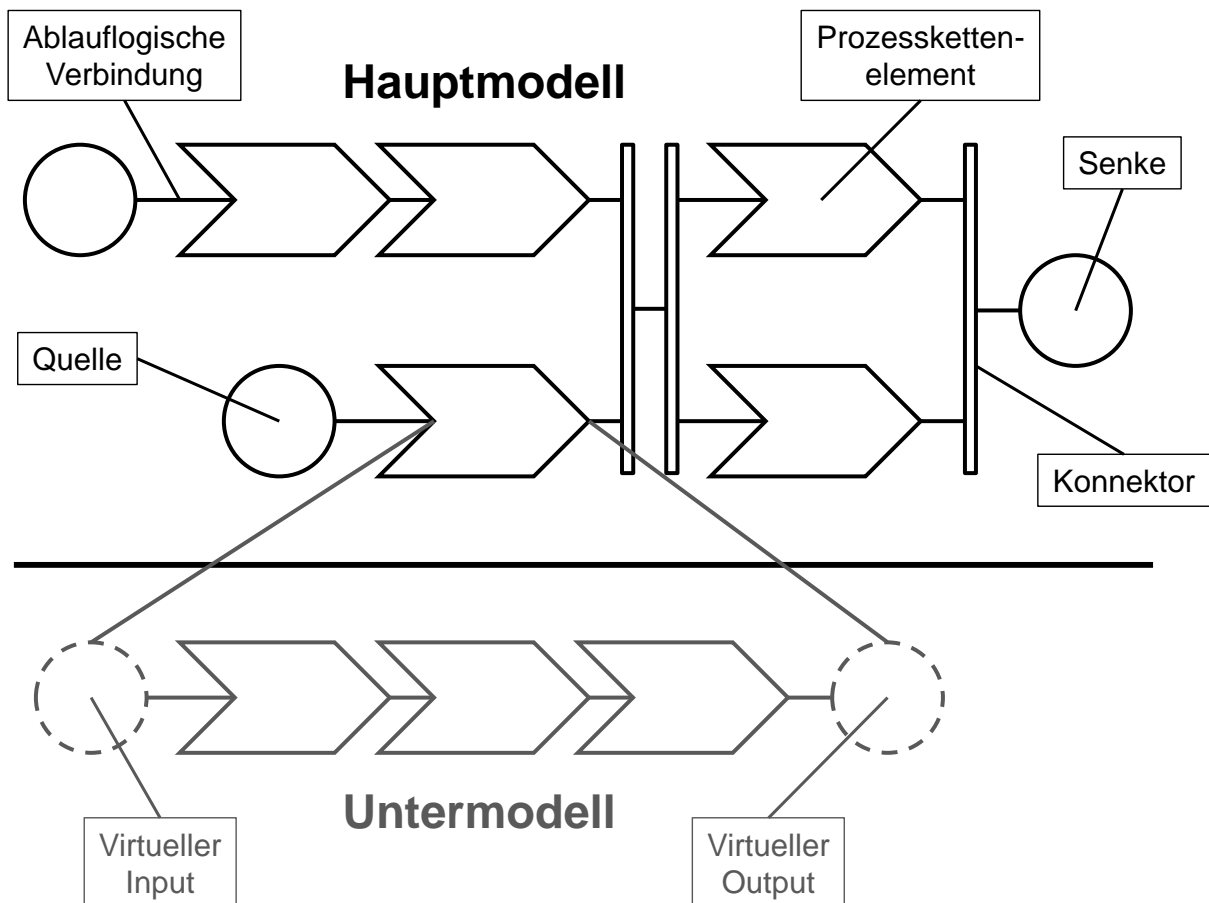 Ablauflogische
Verbindung
Hauptmodell
Prozessketten-
element
Senke
Quelle
Konnektor
Untermodell
Virtueller
Input
Virtueller
Output